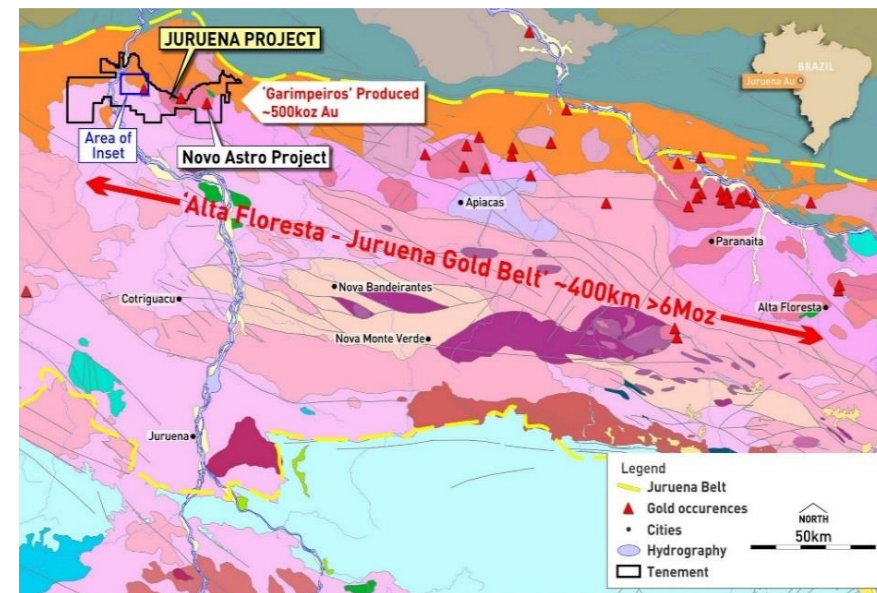 JURUENA PROJECT
'Garimpeiros' Produced
~500koz Au
Area of
Inset
Novo Astro Project
BRAZIL
Juruena Au
'Alta Floresta - Juruena Gold Belt' ~400km >6Moz
Apiacas
Paranaita
Nova Bandeirantes
Cotriguacu
Alta Floresta
Nova Monte Verde
Juruena
Legend
Juruena Belt
Gold occurences
Cities
Hydrography
Tenement
NORTH
50km